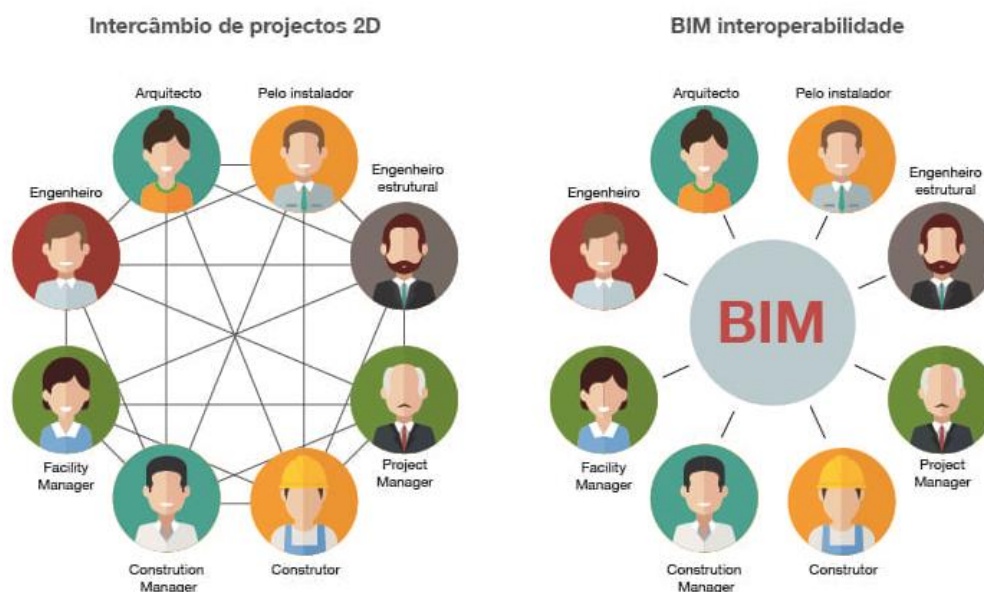 Intercâmbio de projectos 2D
Arquitecto
Pelo instalador
Engenheiro
Engenheiro
estrutural
Facility
Manager
Project
Manager
Constrution
Manager
Construtor
BIM interoperabilidade
Arquitecto
Pelo instalador
Engenheiro
Engenheiro
estrutural
BIM
Facility
Manager
Project
Manager
Constrution
Manager
Construtor